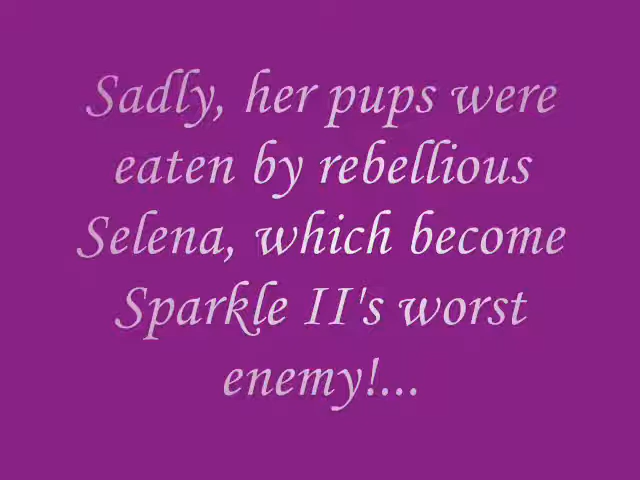 Sadly, her pups were
eaten by rebellious
Selena, which become
Sparkle II's worst
enemy!...